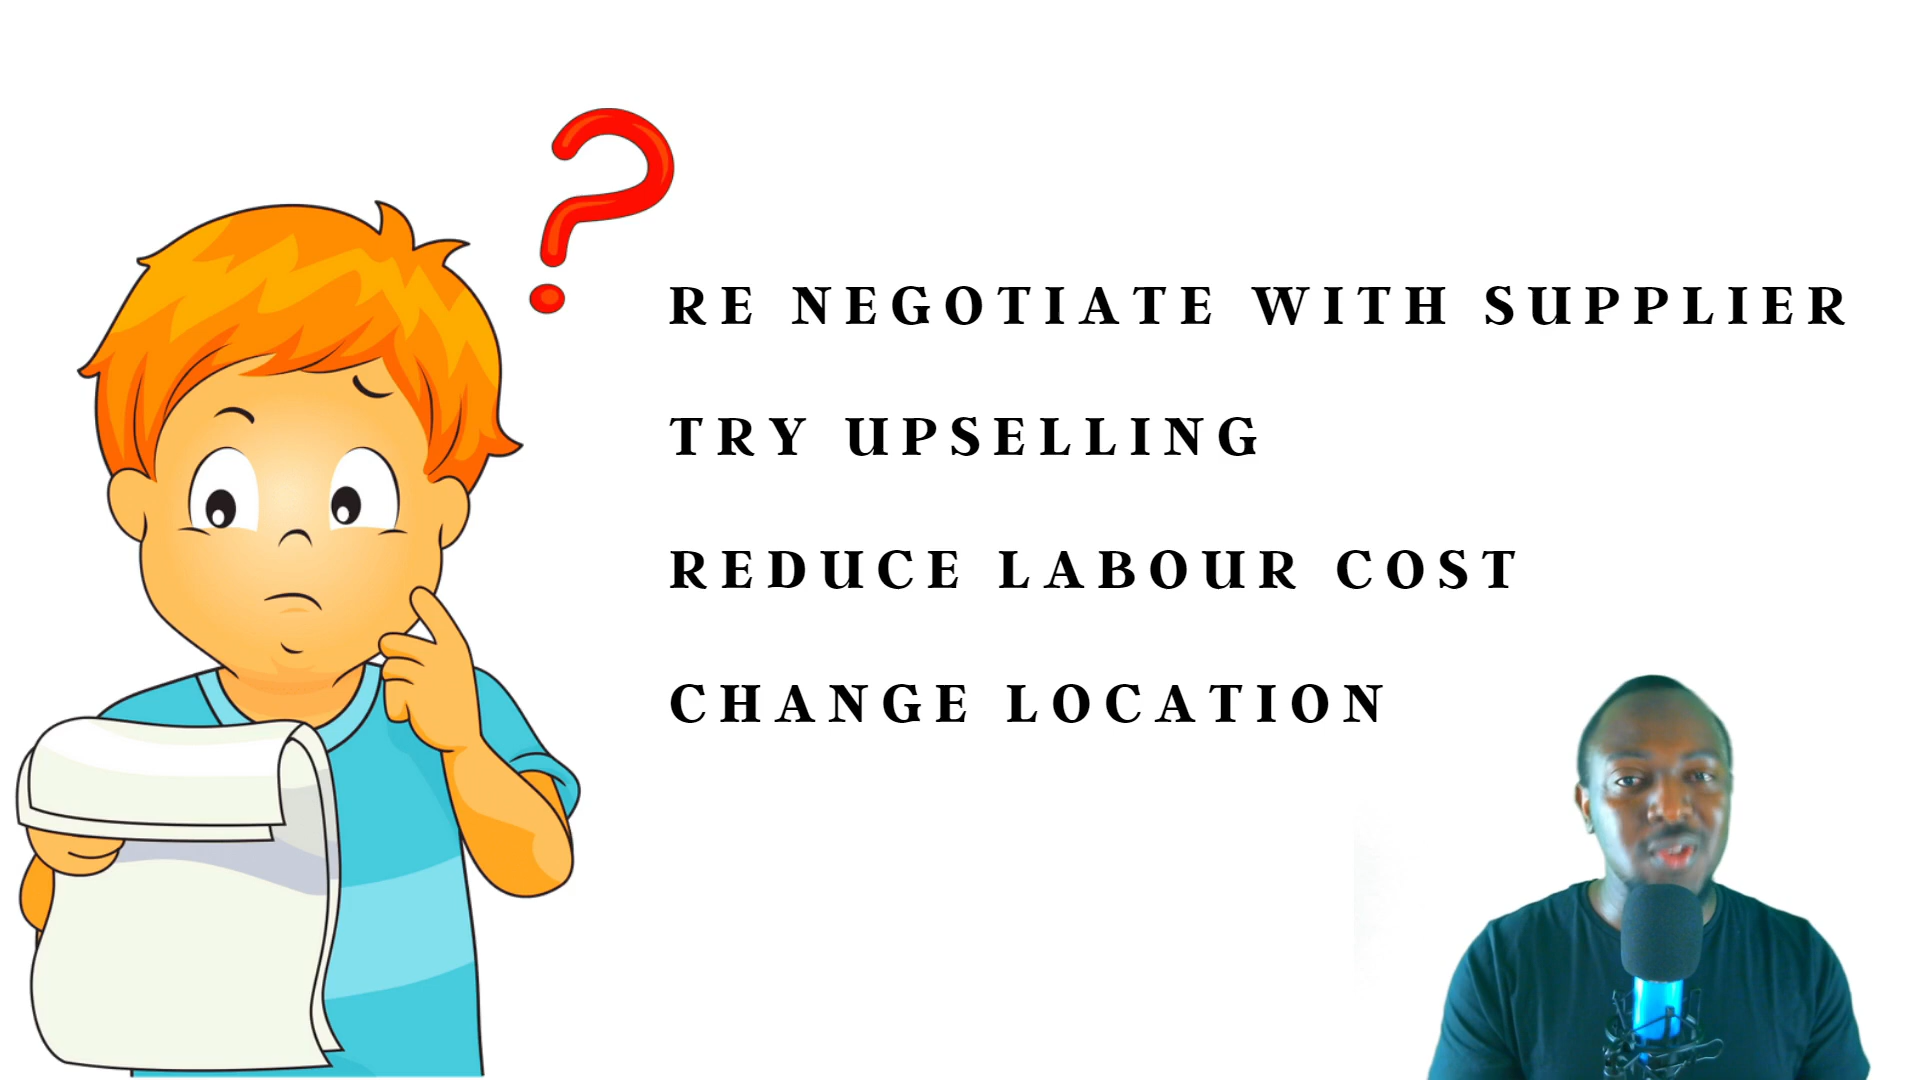 RE NEGOTIATE WITH SUPPLIER
TRY UPSELLING
REDUCE LABOUR COST
CHANGE LOCATION